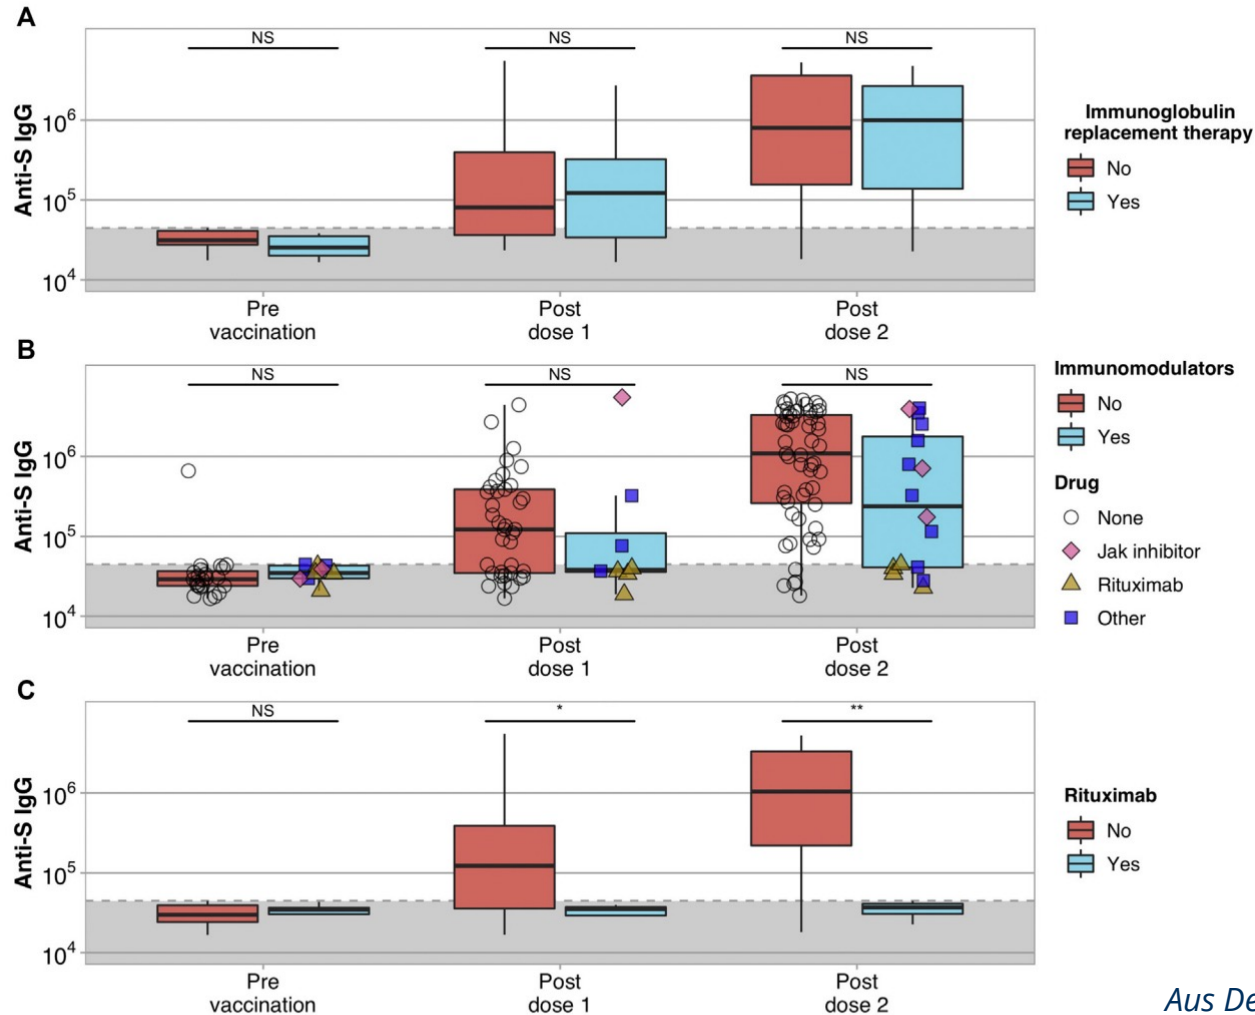 A
NS
NS
NS
Anti-S IgG
10^6
10^5
10^4
Pre
vaccination
Post
dose 1
Post
dose 2
Immunoglobulin
replacement therapy
No
Yes
B
NS
NS
NS
Anti-S IgG
10^6
10^5
10^4
Pre
vaccination
Post
dose 1
Post
dose 2
Immunomodulators
No
Yes
Drug
None
Jak inhibitor
Rituximab
Other
C
NS
*
**
Anti-S IgG
10^6
10^5
10^4
Pre
vaccination
Post
dose 1
Post
dose 2
Rituximab
No
Yes
Aus De